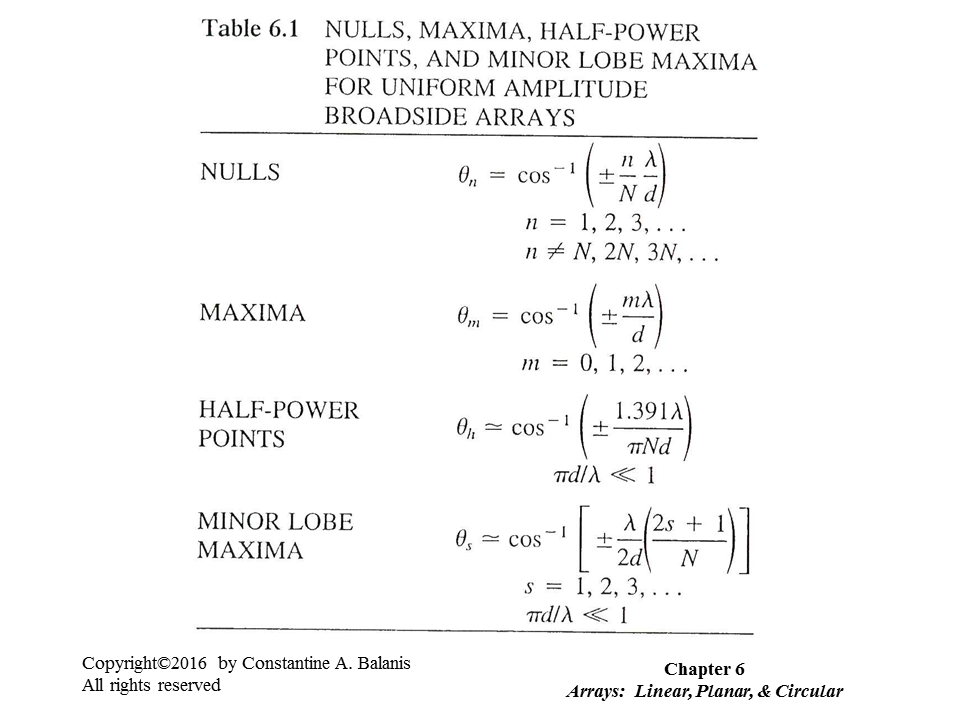 Table 6.1 NULLS, MAXIMA, HALF-POWER
POINTS, AND MINOR LOBE MAXIMA
FOR UNIFORM AMPLITUDE
BROADSIDE ARRAYS
NULLS θₙ = cos⁻¹ (± n/N λ/d)
n = 1, 2, 3, . . .
n ≠ N, 2N, 3N, . . .
MAXIMA θₘ = cos⁻¹ (± mλ/d)
m = 0, 1, 2, . . .
HALF-POWER
POINTS θₕ ≃ cos⁻¹ (± 1.391λ/πNd)
πd/λ ≪ 1
MINOR LOBE
MAXIMA θₛ ≃ cos⁻¹ [± λ/2d ((2s + 1)/N)]
s = 1, 2, 3, . . .
πd/λ ≪ 1
Copyright©2016 by Constantine A. Balanis
All rights reserved
Chapter 6
Arrays: Linear, Planar, & Circular